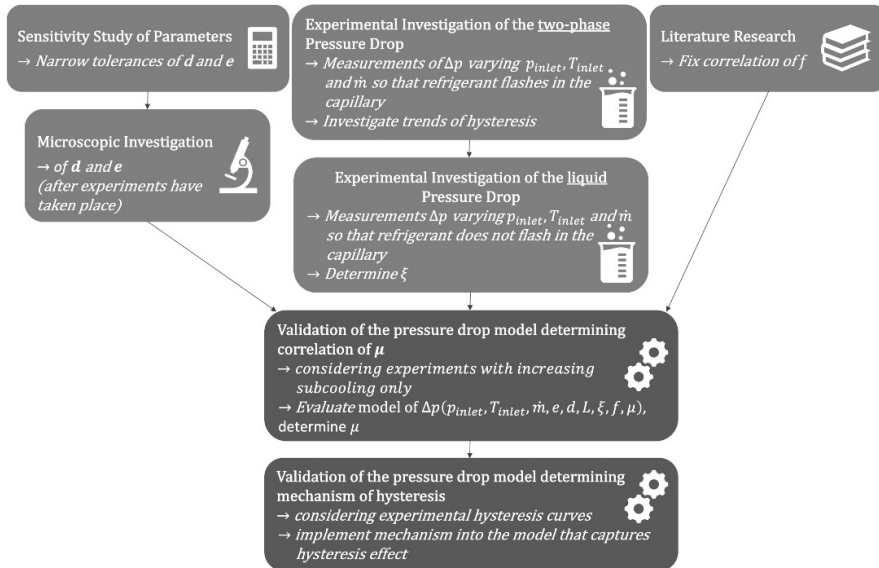 Sensitivity Study of Parameters
→ Narrow tolerances of d and e
Microscopic Investigation
→ of d and e
(after experiments have
taken place)
Experimental Investigation of the two-phase
Pressure Drop
→ Measurements of Δp varying p_inlet, T_inlet
and ṁ so that refrigerant flashes in the
capillary
→ Investigate trends of hysteresis
Experimental Investigation of the liquid
Pressure Drop
→ Measurements Δp varying p_inlet, T_inlet and ṁ
so that refrigerant does not flash in the
capillary
→ Determine ξ
Literature Research
→ Fix correlation of f
Validation of the pressure drop model determining
correlation of μ
→ considering experiments with increasing
subcooling only
→ Evaluate model of Δp(p_inlet, T_inlet, ṁ, e, d, L, ξ, f, μ),
determine μ
Validation of the pressure drop model determining
mechanism of hysteresis
→ considering experimental hysteresis curves
→ implement mechanism into the model that captures
hysteresis effect